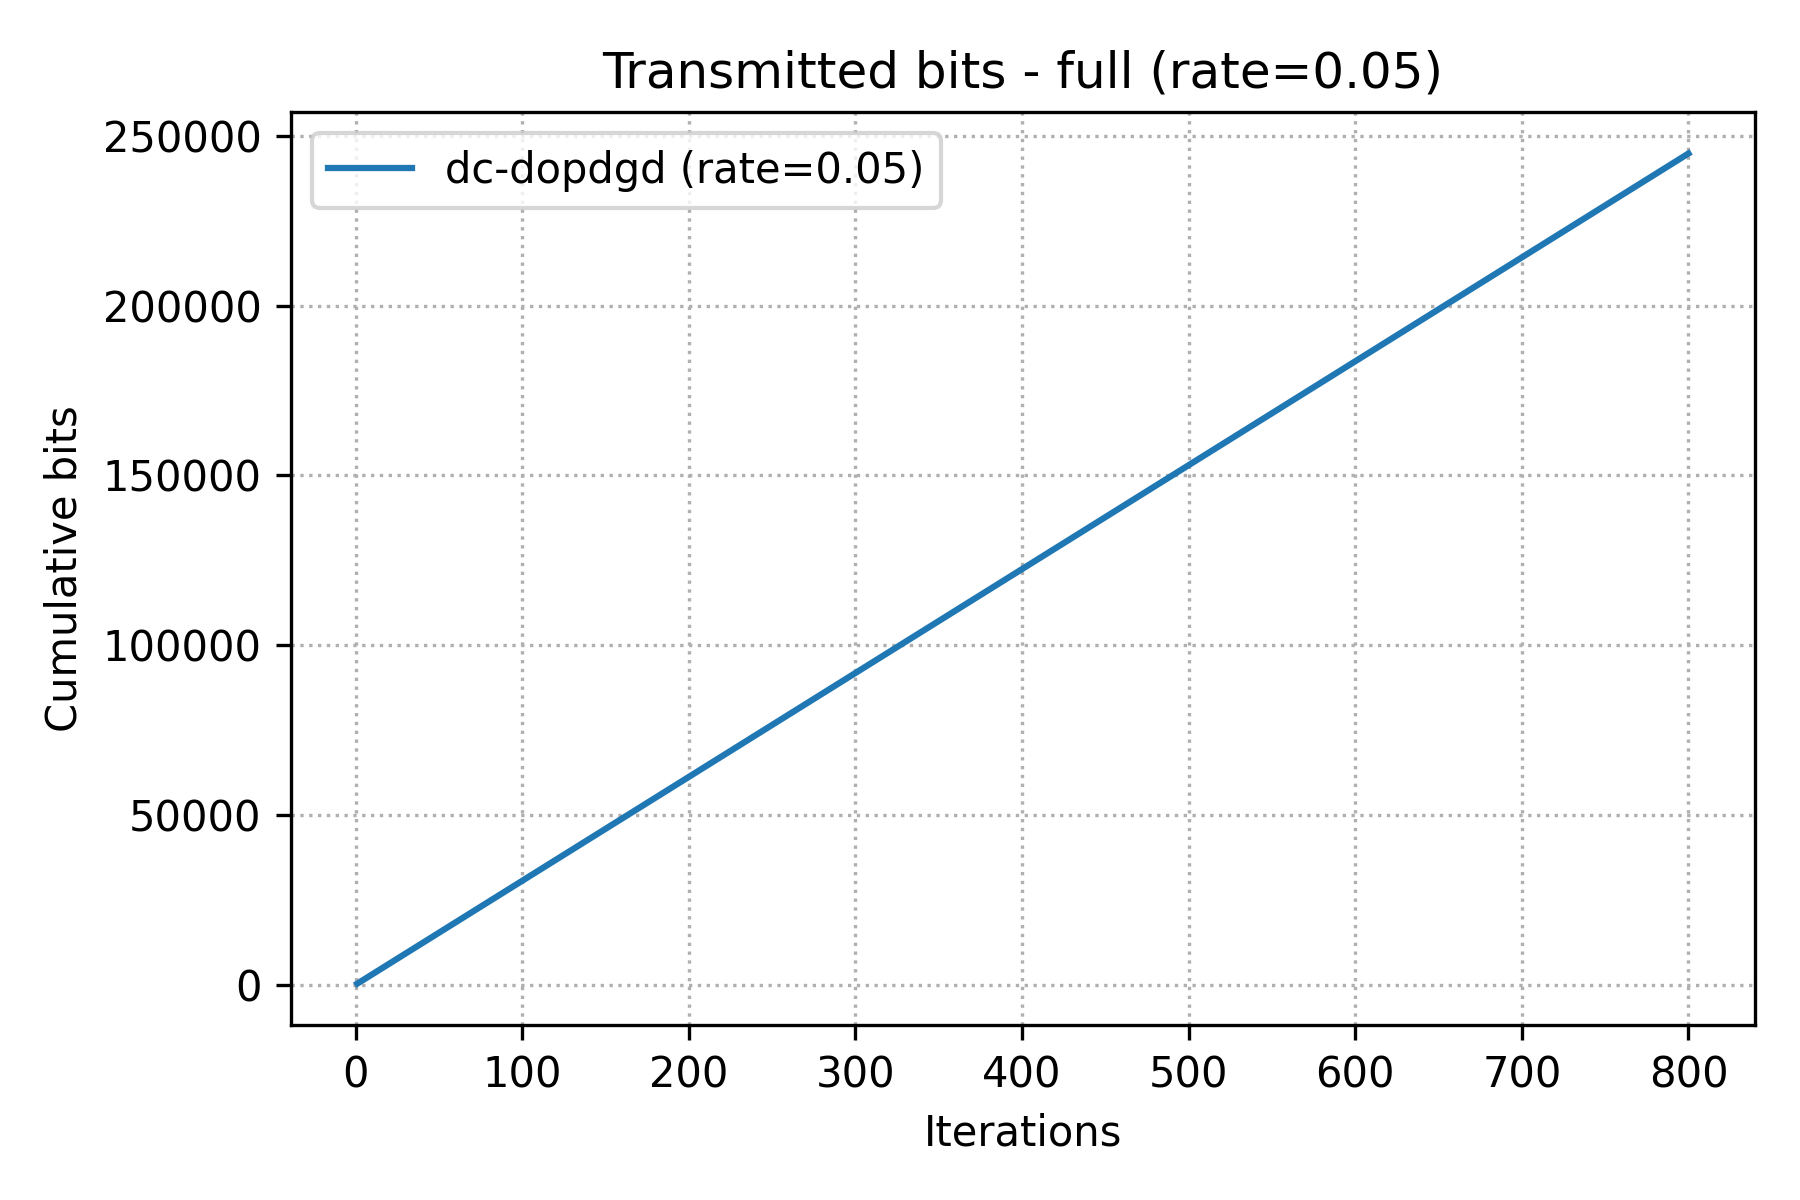 Transmitted bits - full (rate=0.05)
dc-dopdgd (rate=0.05)
Cumulative bits
250000
200000
150000
100000
50000
0
0 100 200 300 400 500 600 700 800
Iterations